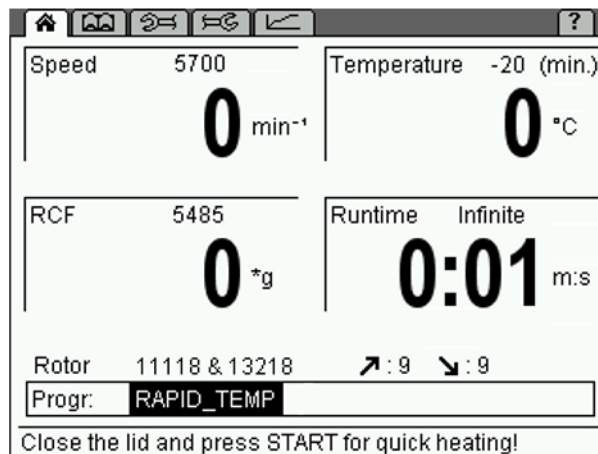 ?
Speed 5700
0 min⁻¹
Temperature -20 (min.)
0 °C
RCF 5485
0 *g
Runtime Infinite
0:01 m:s
Rotor 11118 & 13218 ↗ : 9 ↘ : 9
Progr: RAPID_TEMP
Close the lid and press START for quick heating!